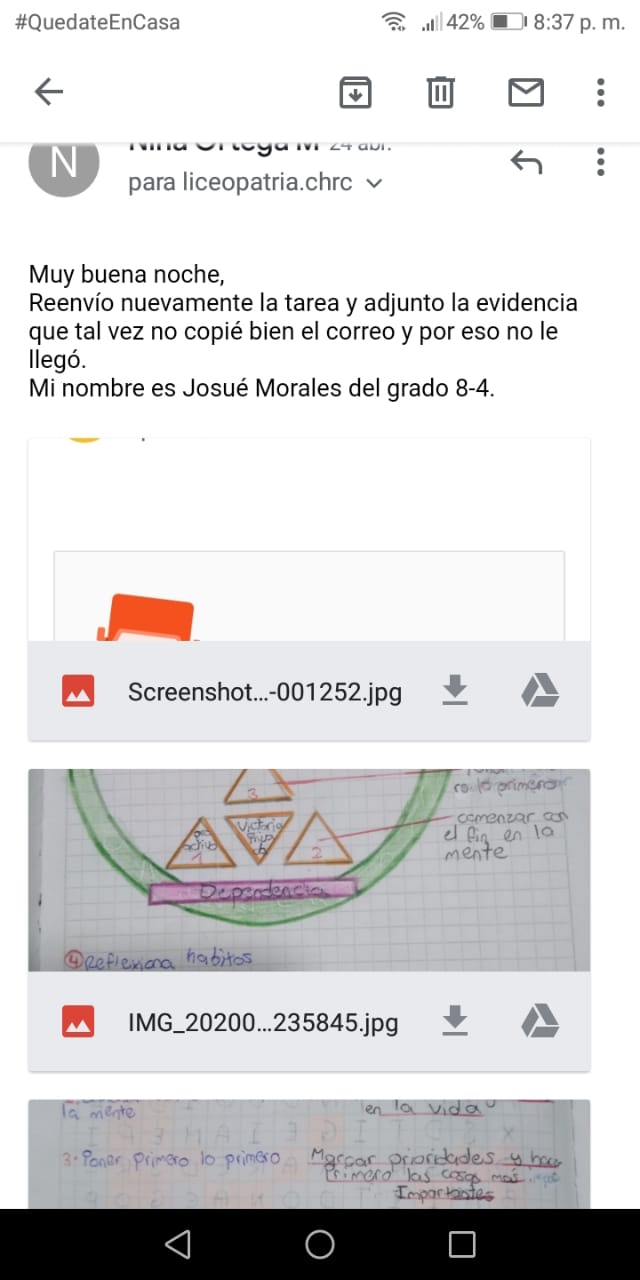 #QuedateEnCasa
42%
8:37 p. m.
N
Nina Ortega M 24 abr.
para liceopatria.chrc
Muy buena noche,
Reenvío nuevamente la tarea y adjunto la evidencia
que tal vez no copié bien el correo y por eso no le
llegó.
Mi nombre es Josué Morales del grado 8-4.
Screenshot...-001252.jpg
lo primero
3
comenzar con
el fin en la
mente
Victoria
1
2
Dependencia
4 Reflexiona habitos
IMG_20200...235845.jpg
la mente
en la vida
3. Poner primero lo primero
Marcar prioridades y hacer
Primero las cosas mas
Importantes